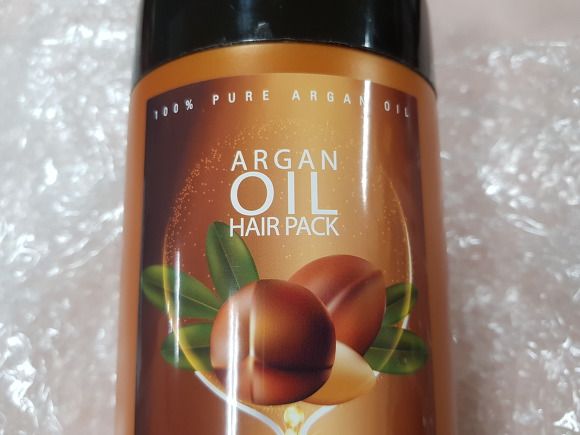 100% PURE ARGAN OIL
ARGAN
OIL
HAIR PACK